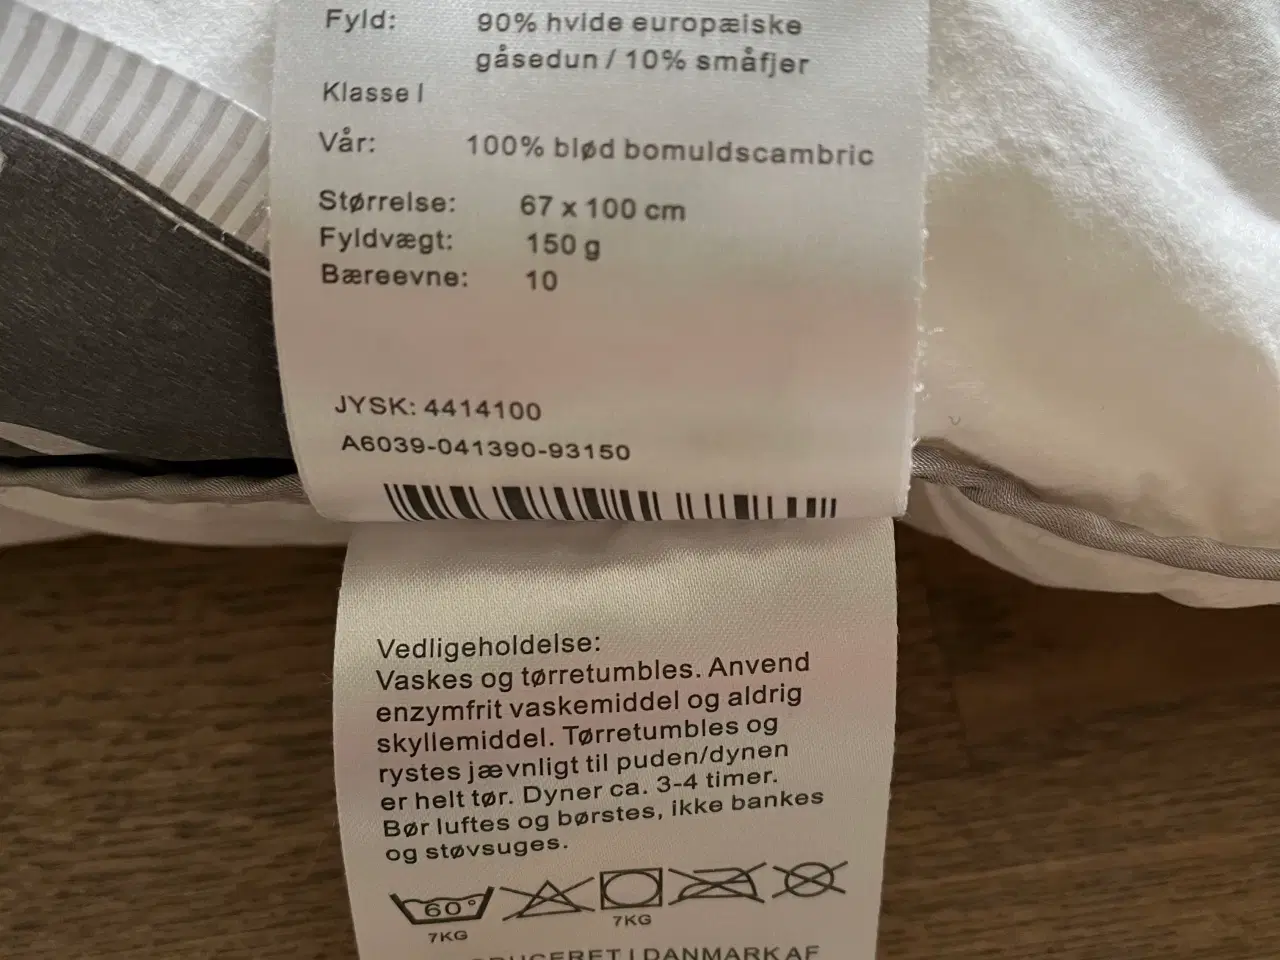 Fyld: 90% hvide europæiske
gåsedun / 10% småfjer
Klasse I
Vår: 100% blød bomuldscambric
Størrelse: 67 x 100 cm
Fyldvægt: 150 g
Bæreevne: 10
JYSK: 4414100
A6039-041390-93150
Vedligeholdelse:
Vaskes og tørretumbles. Anvend
enzymfrit vaskemiddel og aldrig
skyllemiddel. Tørretumbles og
rystes jævnligt til puden/dynen
er helt tør. Dyner ca. 3-4 timer.
Bør luftes og børstes, ikke bankes
og støvsuges.
60°
7KG 7KG
I DANMARK AF